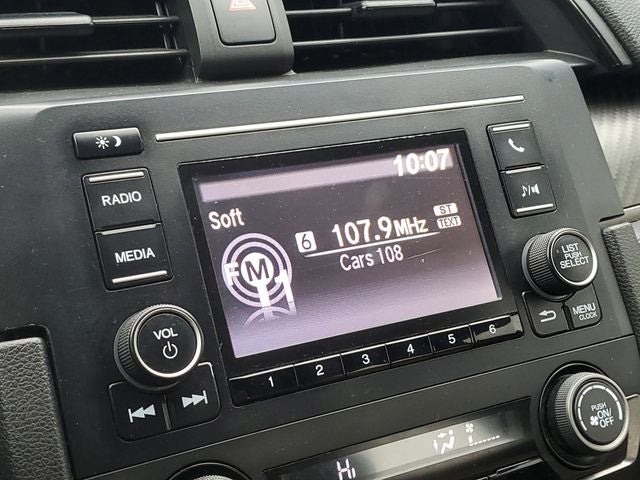 10:07
RADIO
Soft
6 107.9MHz ST
TEXT
Cars 108
FM
MEDIA
VOL
1 2 3 4 5 6
LIST
PUSH
SELECT
MENU
CLOCK
PUSH
ON/
OFF
HI